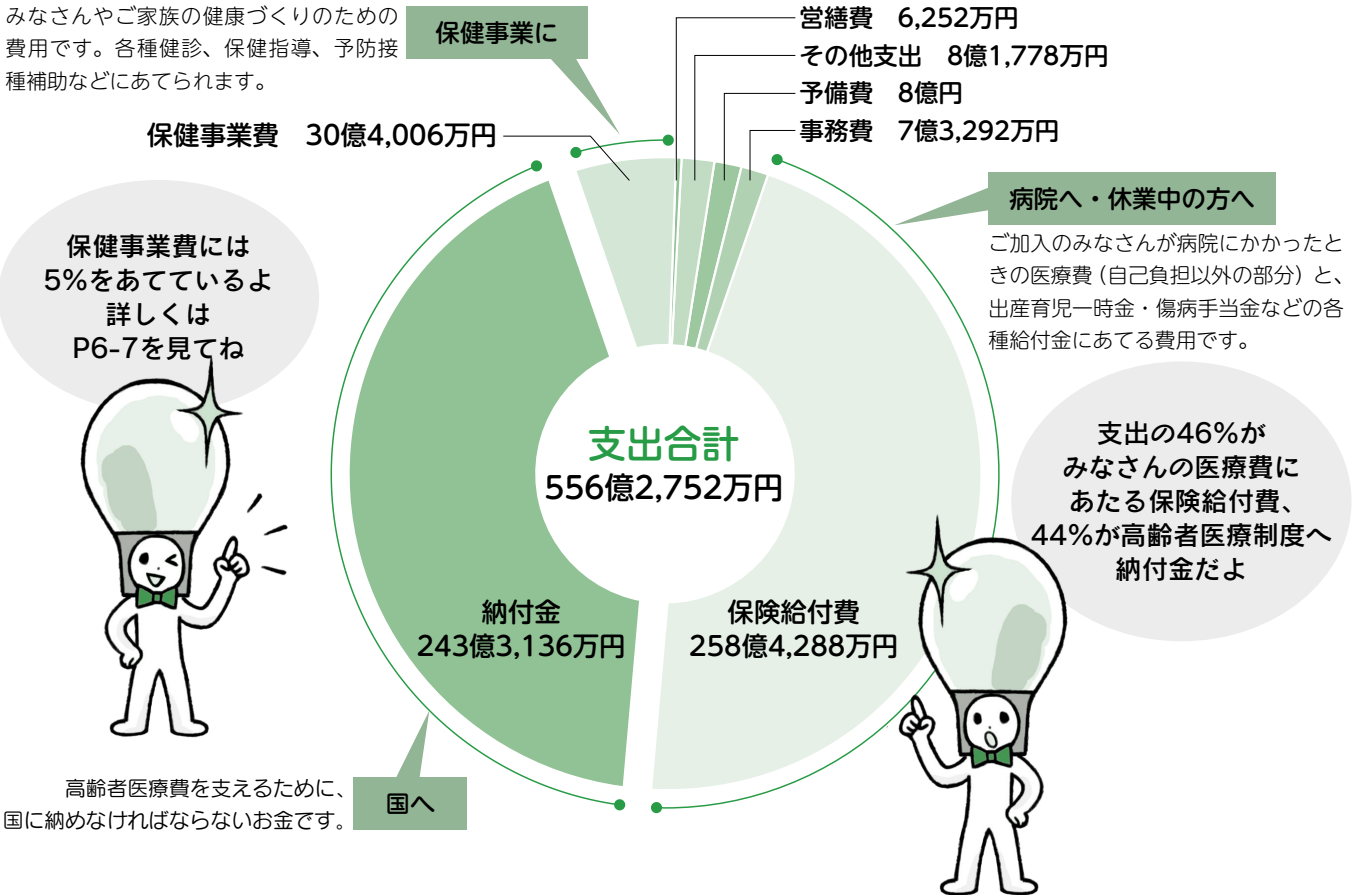 みなさんやご家族の健康づくりのための
費用です。各種健診、保健指導、予防接
種補助などにあてられます。
保健事業に
営繕費 6,252万円
その他支出 8億1,778万円
予備費 8億円
事務費 7億3,292万円
保健事業費 30億4,006万円
病院へ・休業中の方へ
ご加入のみなさんが病院にかかったと
きの医療費(自己負担以外の部分)と、
出産育児一時金・傷病手当金などの各
種給付金にあてる費用です。
保健事業費には
5%をあてているよ
詳しくは
P6-7を見てね
支出合計
556億2,752万円
支出の46%が
みなさんの医療費に
あたる保険給付費、
44%が高齢者医療制度へ
納付金だよ
納付金
243億3,136万円
保険給付費
258億4,288万円
高齢者医療費を支えるために、
国に納めなければならないお金です。
国へ